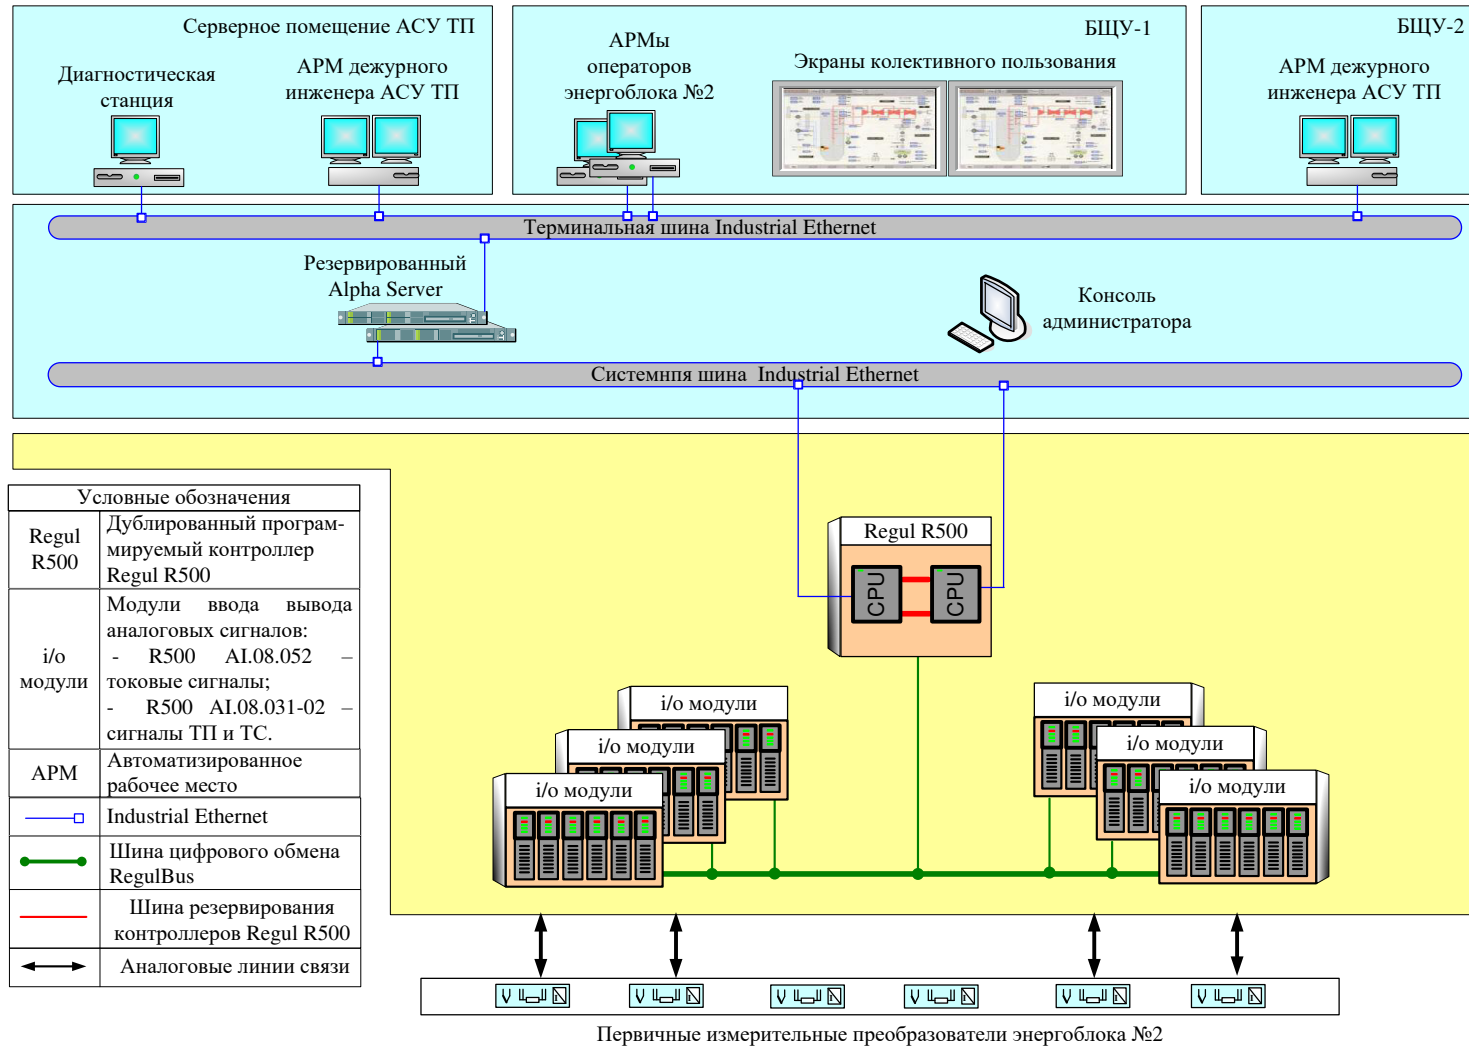 Серверное помещение АСУ ТП
Диагностическая
станция
АРМ дежурного
инженера АСУ ТП
БЩУ-1
АРМы
операторов
энергоблока №2
Экраны колективного пользования
БЩУ-2
АРМ дежурного
инженера АСУ ТП
Терминальная шина Industrial Ethernet
Резервированный
Alpha Server
Консоль
администратора
Системнпя шина Industrial Ethernet
Условные обозначения
Regul
R500
Дублированный програм-
мируемый контроллер
Regul R500
i/o
модули
Модули ввода вывода
аналоговых сигналов:
- R500 AI.08.052 –
токовые сигналы;
- R500 AI.08.031-02 –
сигналы ТП и ТС.
АРМ
Автоматизированное
рабочее место
Industrial Ethernet
Шина цифрового обмена
RegulBus
Шина резервирования
контроллеров Regul R500
Аналоговые линии связи
Regul R500
CPU
CPU
i/o модули
i/o модули
i/o модули
i/o модули
i/o модули
i/o модули
Первичные измерительные преобразователи энергоблока №2